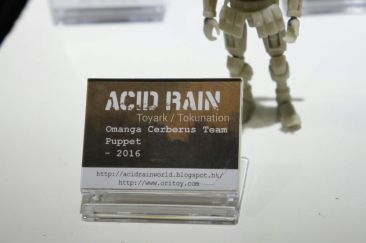 ACID RAIN
Toyark / Tokunation
Omanga Cerberus Team
Puppet
- 2016
http://acidrainworld.blogspot.hk/
http://www.oritoy.com